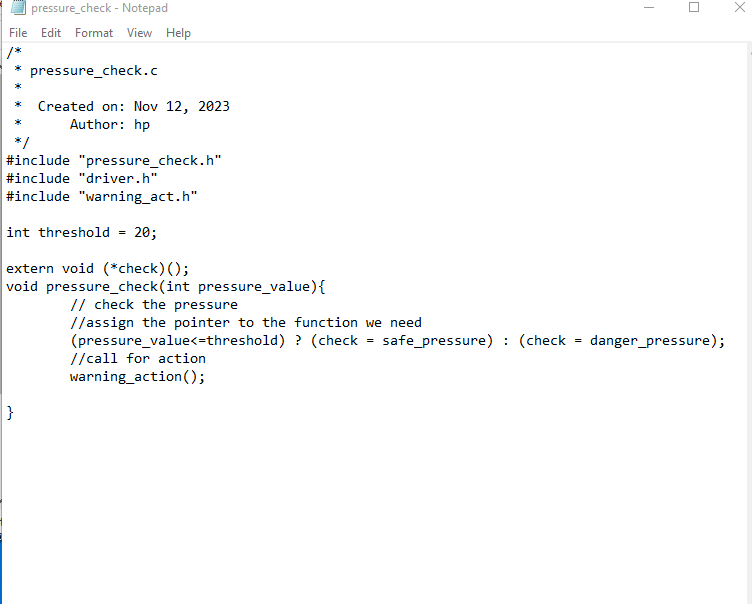 pressure_check - Notepad
File Edit Format View Help
/*
 * pressure_check.c
 *
 *  Created on: Nov 12, 2023
 *      Author: hp
 */
#include "pressure_check.h"
#include "driver.h"
#include "warning_act.h"

int threshold = 20;

extern void (*check)();
void pressure_check(int pressure_value){
        // check the pressure
        //assign the pointer to the function we need
        (pressure_value<=threshold) ? (check = safe_pressure) : (check = danger_pressure);
        //call for action
        warning_action();

}